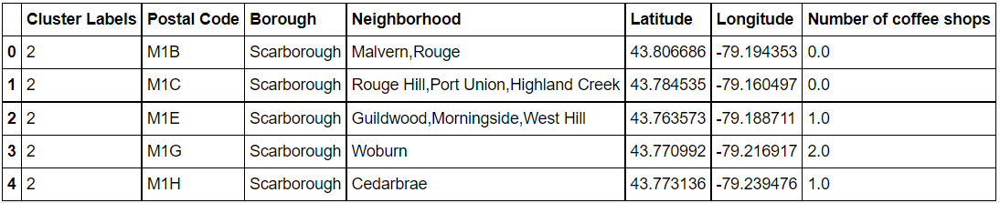 Cluster Labels Postal Code Borough Neighborhood Latitude Longitude Number of coffee shops
0 2 M1B Scarborough Malvern,Rouge 43.806686 -79.194353 0.0
1 2 M1C Scarborough Rouge Hill,Port Union,Highland Creek 43.784535 -79.160497 0.0
2 2 M1E Scarborough Guildwood,Morningside,West Hill 43.763573 -79.188711 1.0
3 2 M1G Scarborough Woburn 43.770992 -79.216917 2.0
4 2 M1H Scarborough Cedarbrae 43.773136 -79.239476 1.0